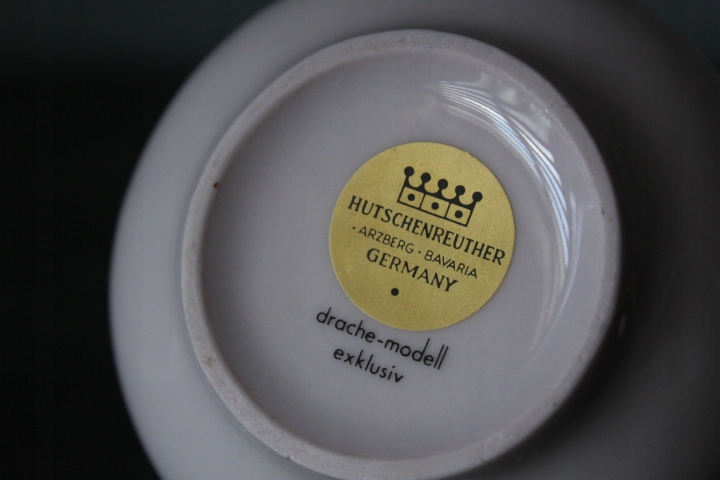 HUTSCHENREUTHER
· ARZBERG · BAVARIA
GERMANY
drache-modell
exklusiv